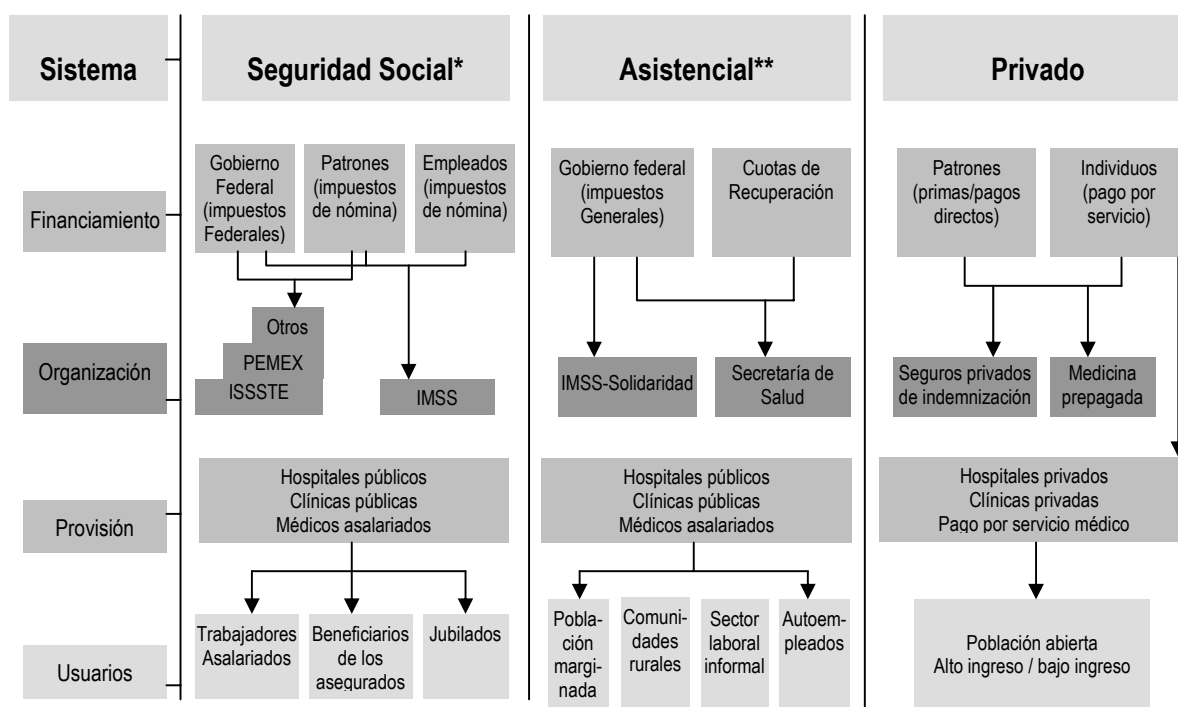 Sistema
Seguridad Social*
Asistencial**
Privado
Financiamiento
Gobierno
Federal
(impuestos
Federales)
Patrones
(impuestos
de nómina)
Empleados
(impuestos
de nómina)
Gobierno federal
(impuestos
Generales)
Cuotas de
Recuperación
Patrones
(primas/pagos
directos)
Individuos
(pago por
servicio)
Organización
Otros
PEMEX
ISSSTE
IMSS
IMSS-Solidaridad
Secretaría de
Salud
Seguros privados
de indemnización
Medicina
prepagada
Provisión
Hospitales públicos
Clínicas públicas
Médicos asalariados
Hospitales públicos
Clínicas públicas
Médicos asalariados
Hospitales privados
Clínicas privadas
Pago por servicio médico
Usuarios
Trabajadores
Asalariados
Beneficiarios
de los
asegurados
Jubilados
Pobla-
ción
margi-
nada
Comuni-
dades
rurales
Sector
laboral
informal
Autoem-
pleados
Población abierta
Alto ingreso / bajo ingreso